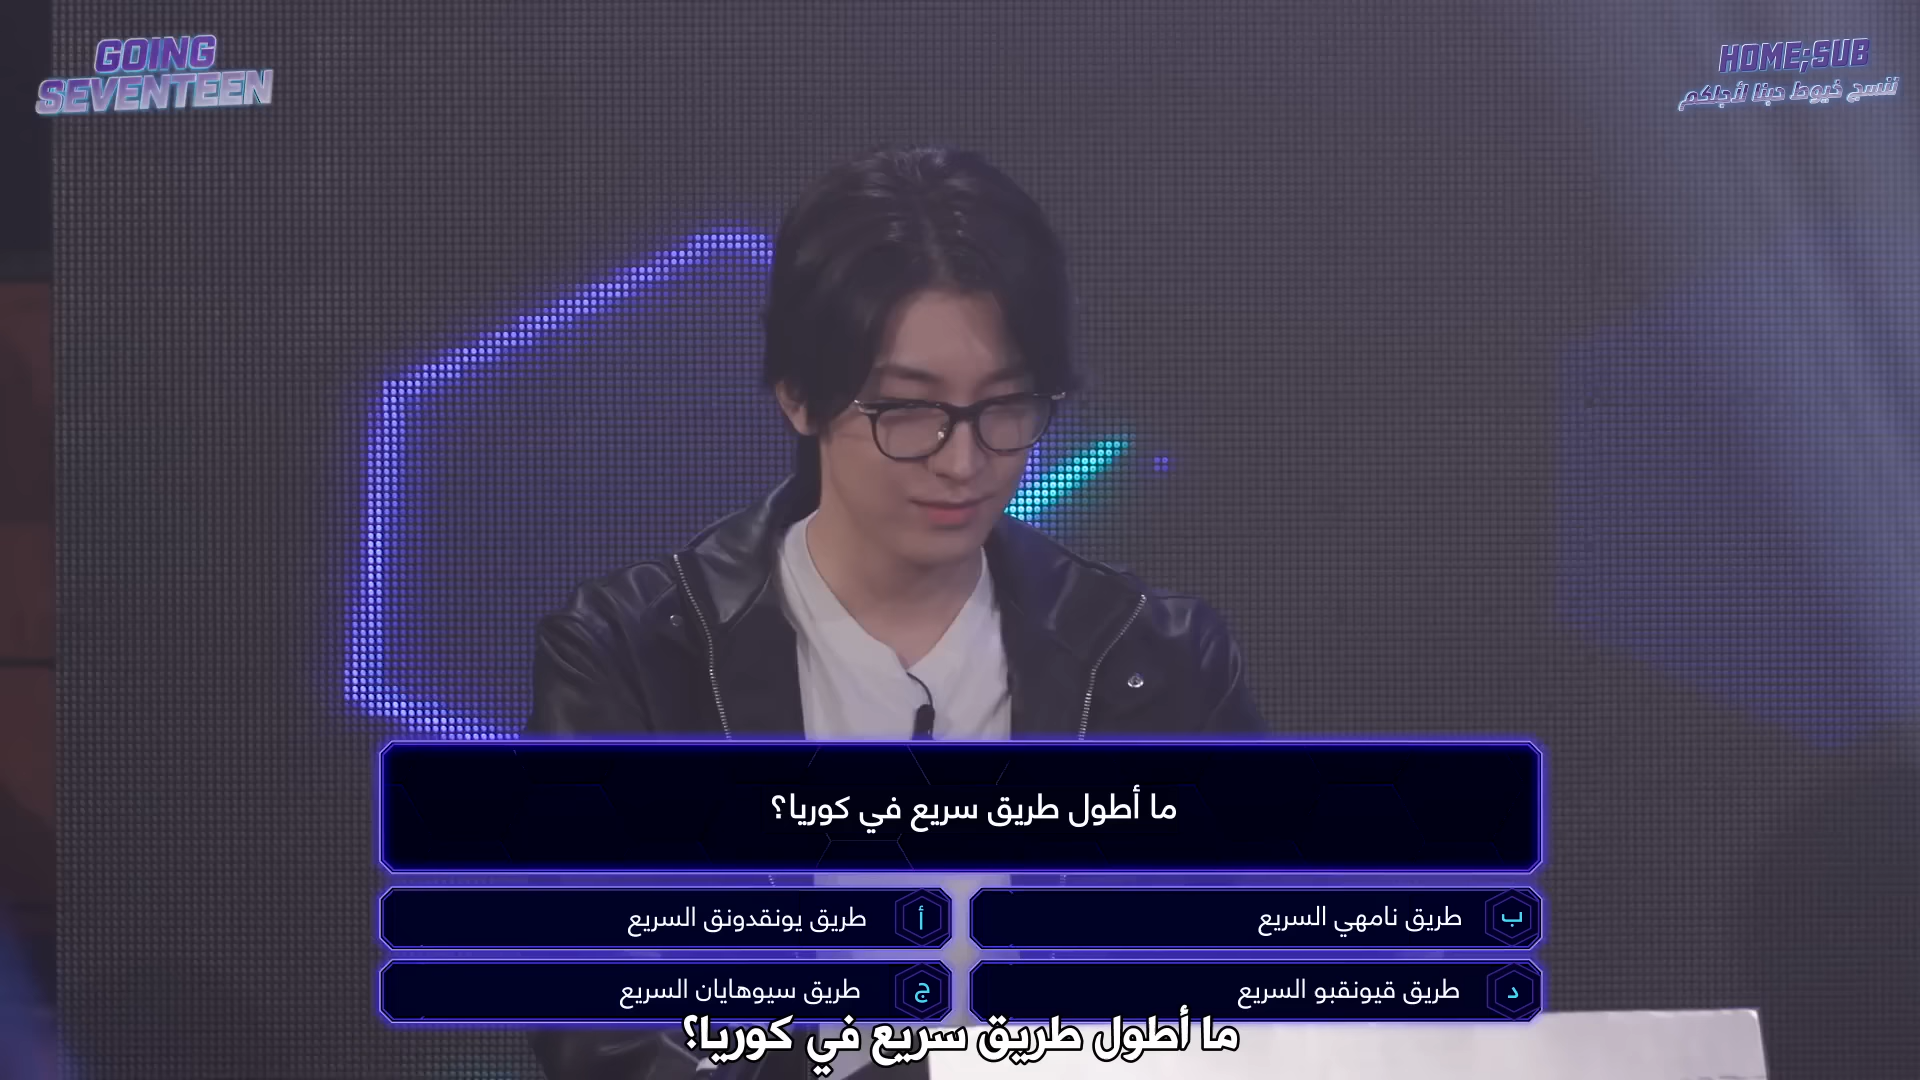 GOING
SEVENTEEN
HOME;SUB
ننسج خيوط حبنا لأجلكم
ما أطول طريق سريع في كوريا؟
أ طريق يونقدونق السريع
ب طريق نامهي السريع
ج طريق سيوهايان السريع
د طريق قيونقبو السريع
ما أطول طريق سريع في كوريا؟